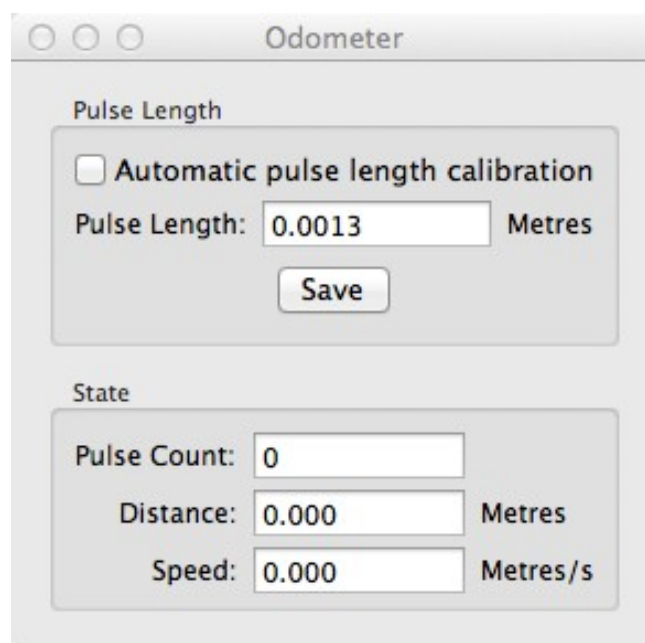 Odometer
Pulse Length
Automatic pulse length calibration
Pulse Length: 0.0013 Metres
Save
State
Pulse Count: 0
Distance: 0.000 Metres
Speed: 0.000 Metres/s